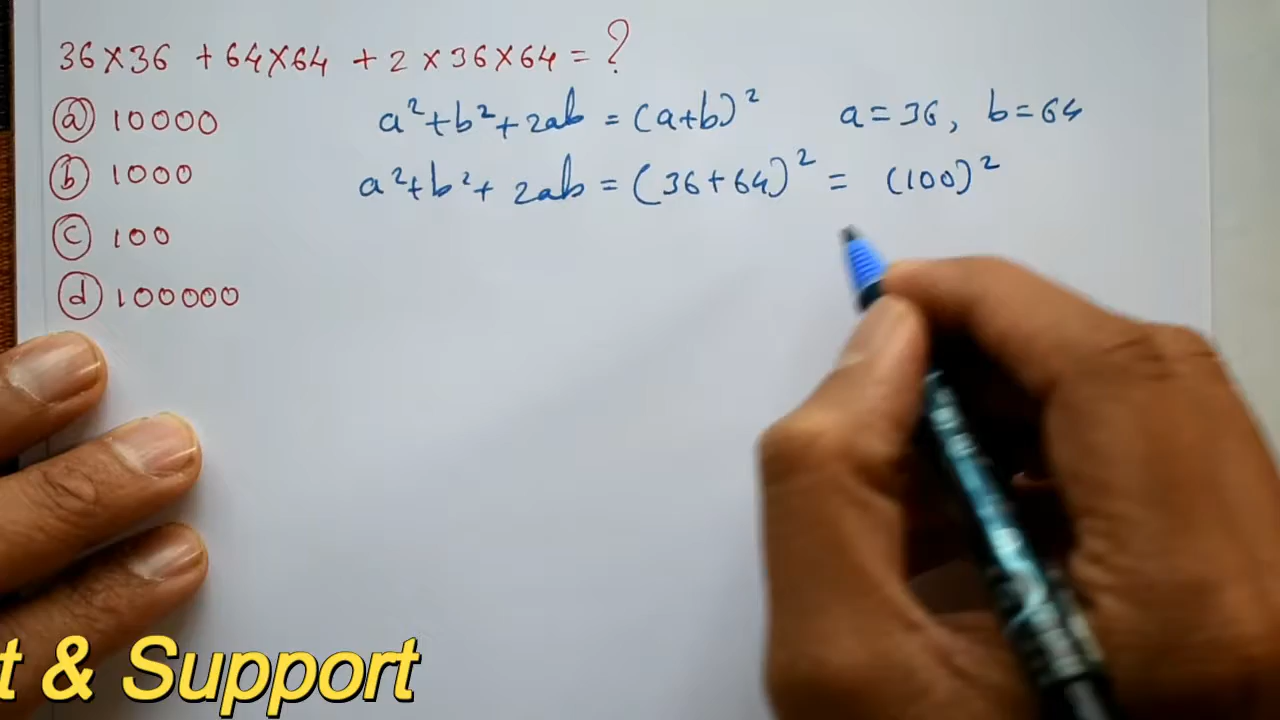 36×36 + 64×64 + 2 × 36×64 = ?
ⓐ 10000
a²+b²+2ab = (a+b)² a=36, b=64
ⓑ 1000
a²+b²+ 2ab = (36+64)² = (100)²
ⓒ 100
ⓓ 100000
t & Support